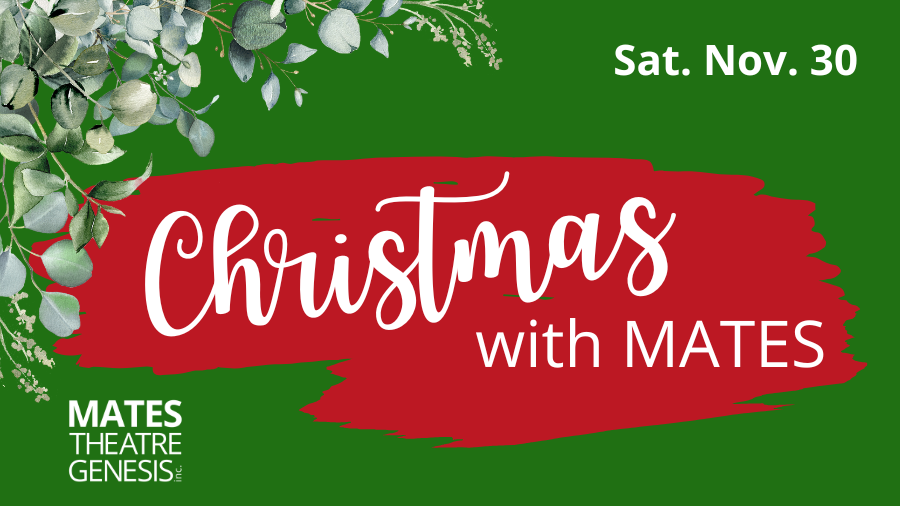 Sat. Nov. 30
Christmas
with MATES
MATES
THEATRE
GENESIS inc.